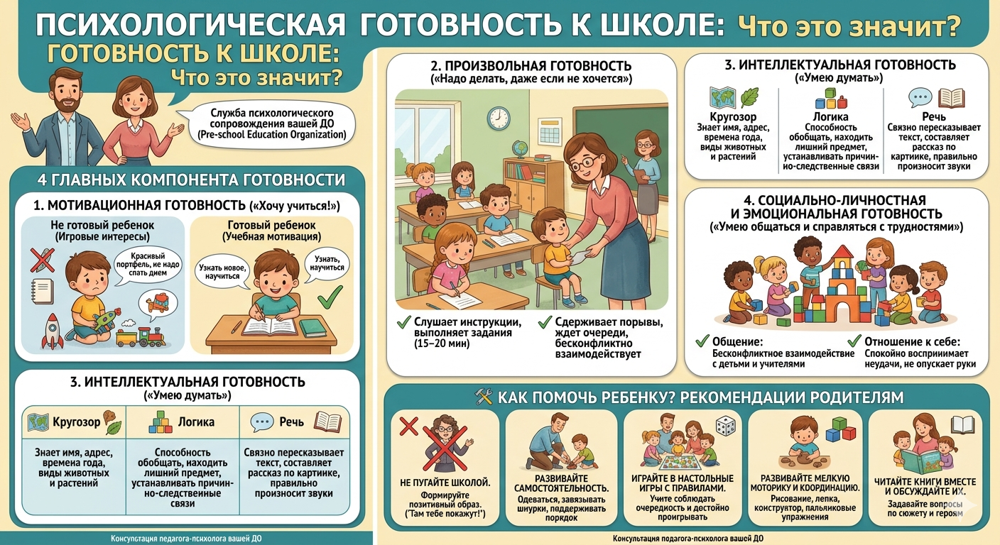 ПСИХОЛОГИЧЕСКАЯ ГОТОВНОСТЬ К ШКОЛЕ: Что это значит?
ГОТОВНОСТЬ К ШКОЛЕ:
Что это значит?
Служба психологического
сопровождения вашей ДО
(Pre-school Education Organization)
4 ГЛАВНЫХ КОМПОНЕНТА ГОТОВНОСТИ
1. МОТИВАЦИОННАЯ ГОТОВНОСТЬ («Хочу учиться!»)
Не готовый ребенок
(Игровые интересы)
Красивый
портфель, не надо
спать днем
Готовый ребенок
(Учебная мотивация)
Узнать новое,
научиться
Узнать,
научиться
3. ИНТЕЛЛЕКТУАЛЬНАЯ ГОТОВНОСТЬ
(«Умею думать»)
Кругозор
Знает имя, адрес,
времена года,
виды животных
и растений
Логика
Способность
обобщать, находить
лишний предмет,
устанавливать причин-
но-следственные
связи
Речь
Связно пересказывает
текст, составляет
рассказ по картиике,
правильно
произносит звуки
Консультация педагога-психолога вашей ДО
2. ПРОИЗВОЛЬНАЯ ГОТОВНОСТЬ
(«Надо делать, даже если не хочется»)
Слушает инструкции,
выполняет задания
(15–20 мин)
Сдерживает порывы,
ждет очереди,
бесконфликтно
взаимодействует
3. ИНТЕЛЛЕКТУАЛЬНАЯ ГОТОВНОСТЬ
(«Умею думать»)
Кругозор
Знает имя, адрес,
времена года,
виды животных
и растений
Логика
Способность
обобщать, находить
лишний предмет,
устанавливать причин-
ио-следственные связи
Речь
Связно пересказывает
текст, составляет
рассказ по
картиике, правильно
произносит звуки
4. СОЦИАЛЬНО-ЛИЧНОСТНАЯ
И ЭМОЦИОНАЛЬНАЯ ГОТОВНОСТЬ
(«Умею общаться и справляться с трудностями»)
Общение:
Бесконфликтное взаимодействие
с детьми и учителями
Отношение к себе:
Спокойно восприиимает
неудачи, не опускает руки
КАК ПОМОЧЬ РЕБЕНКУ? РЕКОМЕНДАЦИИ РОДИТЕЛЯМ
НЕ ПУГАЙТЕ ШКОЛОЙ.
Формируйте
позитивный образ.
("Там тебе покажут!")
РАЗВИВАЙТЕ
САМОСТОЯТЕЛЬНОСТЬ.
Одеваться, завязывать
шнурки, поддерживать
порядок
ИГРАЙТЕ В НАСТОЛЬНЫЕ
ИГРЫ С ПРАВИЛАМИ.
Учите соблюдать
очередность и достойно
проигрывать
РАЗВИВАЙТЕ МЕЛКУЮ
МОТОРИКУ И КООРДИНАЦИЮ.
Рисование, лепка,
конструктор, пальчиковые
упражнения
ЧИТАЙТЕ КНИГИ ВМЕСТЕ
И ОБСУЖДАЙТЕ ИХ.
Задавайте вопросы
по сюжету и героям
Консультация подагога-психолога вашей ДО